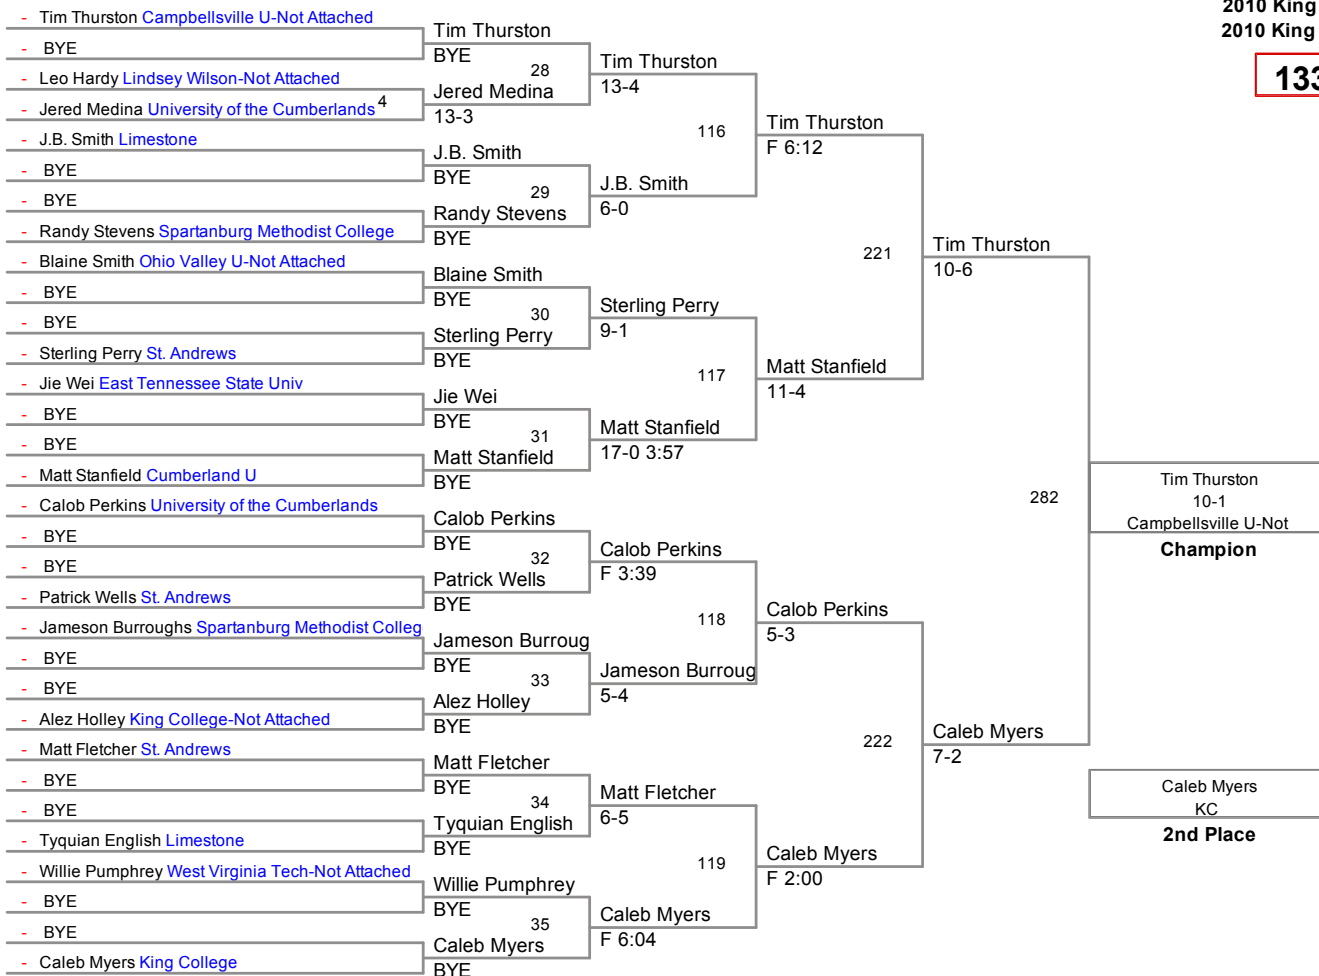 2010 King
2010 King
133
- Tim Thurston Campbellsville U-Not Attached
- BYE
- Leo Hardy Lindsey Wilson-Not Attached
- Jered Medina University of the Cumberlands 4
- J.B. Smith Limestone
- BYE
- BYE
- Randy Stevens Spartanburg Methodist College
- Blaine Smith Ohio Valley U-Not Attached
- BYE
- BYE
- Sterling Perry St. Andrews
- Jie Wei East Tennessee State Univ
- BYE
- BYE
- Matt Stanfield Cumberland U
- Calob Perkins University of the Cumberlands
- BYE
- BYE
- Patrick Wells St. Andrews
- Jameson Burroughs Spartanburg Methodist Colleg
- BYE
- BYE
- Alez Holley King College-Not Attached
- Matt Fletcher St. Andrews
- BYE
- BYE
- Tyquian English Limestone
- Willie Pumphrey West Virginia Tech-Not Attached
- BYE
- BYE
- Caleb Myers King College
Tim Thurston
BYE
28
Jered Medina
13-3
J.B. Smith
BYE
29
Randy Stevens
BYE
Blaine Smith
BYE
30
Sterling Perry
BYE
Jie Wei
BYE
31
Matt Stanfield
BYE
Calob Perkins
BYE
32
Patrick Wells
BYE
Jameson Burroug
BYE
33
Alez Holley
BYE
Matt Fletcher
BYE
34
Tyquian English
BYE
Willie Pumphrey
BYE
35
Caleb Myers
BYE
Tim Thurston
13-4
116
J.B. Smith
6-0
Sterling Perry
9-1
117
Matt Stanfield
17-0 3:57
Calob Perkins
F 3:39
118
Jameson Burroug
5-4
Matt Fletcher
6-5
119
Caleb Myers
F 6:04
Tim Thurston
F 6:12
221
Matt Stanfield
11-4
Calob Perkins
5-3
222
Caleb Myers
F 2:00
Tim Thurston
10-6
282
Caleb Myers
7-2
Tim Thurston
10-1
Campbellsville U-Not
Champion
Caleb Myers
KC
2nd Place